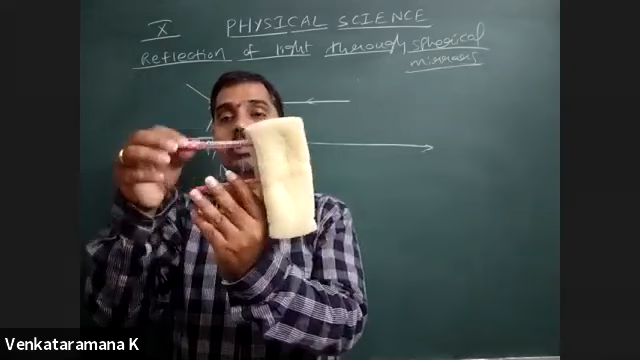 X PHYSICAL SCIENCE
Reflection of light through spherical
mirrors
Venkataramana K